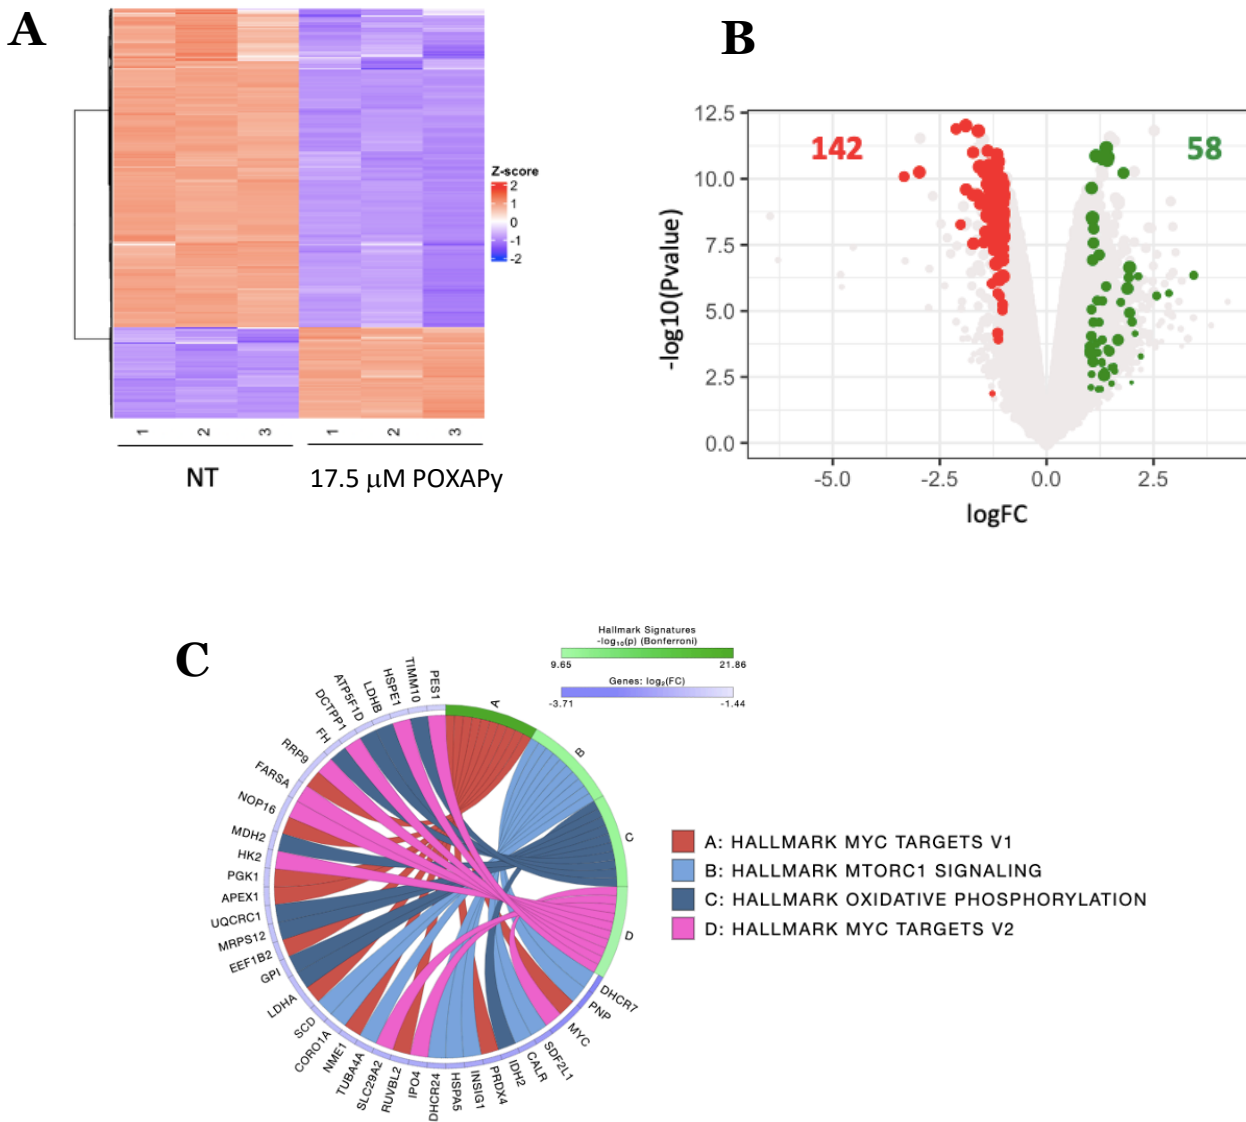 A
Z-score
2
1
0
-1
-2
1 2 3 1 2 3
NT
17.5 µM POXAPy
B
142
58
12.5
10.0
7.5
5.0
2.5
0.0
-log10(Pvalue)
-5.0 -2.5 0.0 2.5
logFC
C
Hallmark Signatures
-log₁₀(p) (Bonferroni)
9.65 21.86
Genes: log₂(FC)
-3.71 -1.44
A
B
C
D
DHCR7
PNP
MYC
SDF2L1
CALR
IDH2
PRDX4
INSIG1
HSPA5
DHCR24
IPO4
RUVBL2
SLC29A2
TUBA4A
NME1
CORO1A
SCD
LDHA
GPI
EEF1B2
MRPS12
UQCRC1
APEX1
PGK1
HK2
MDH2
NOP16
FARSA
RRP9
FH
DCTPP1
ATP5F1D
LDHB
HSPE1
TIMM10
PES1
A: HALLMARK MYC TARGETS V1
B: HALLMARK MTORC1 SIGNALING
C: HALLMARK OXIDATIVE PHOSPHORYLATION
D: HALLMARK MYC TARGETS V2